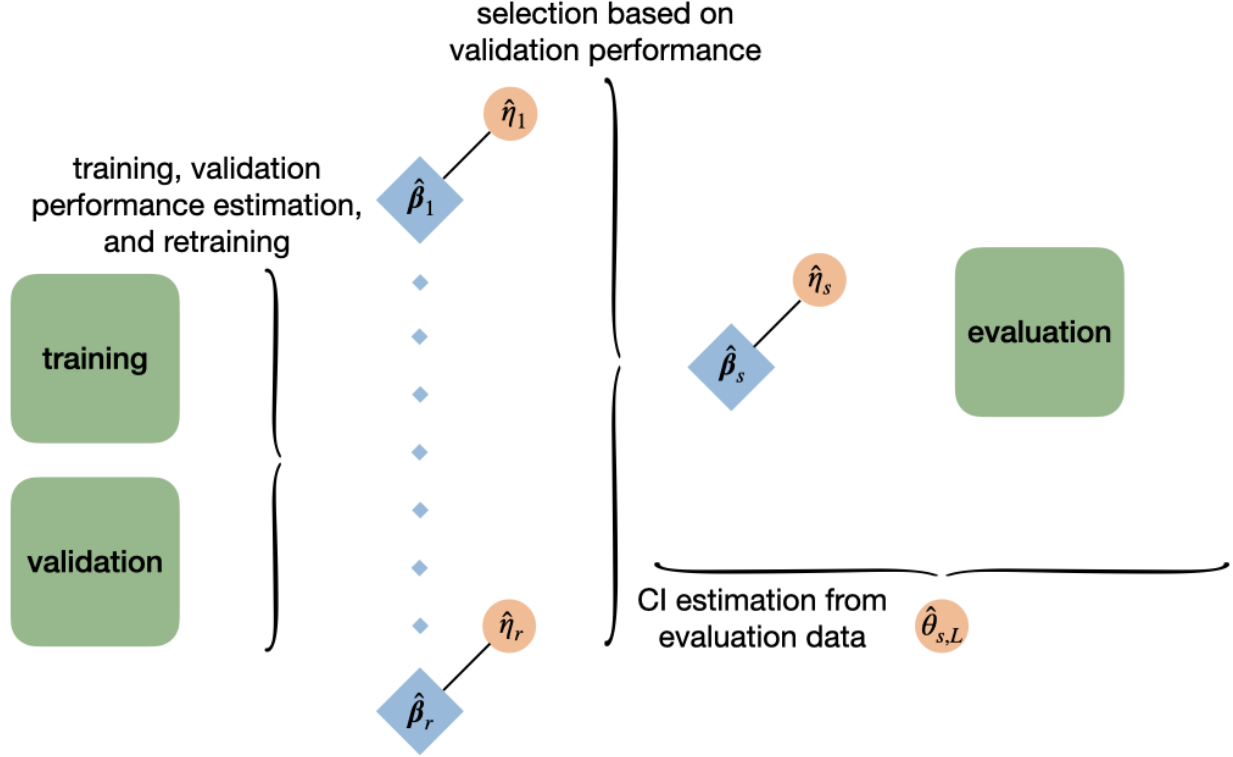 selection based on
validation performance
η̂₁
training, validation
performance estimation,
and retraining
β̂₁
training
validation
η̂ₛ
β̂ₛ
evaluation
CI estimation from
evaluation data
θ̂ₛ,L
η̂ᵣ
β̂ᵣ